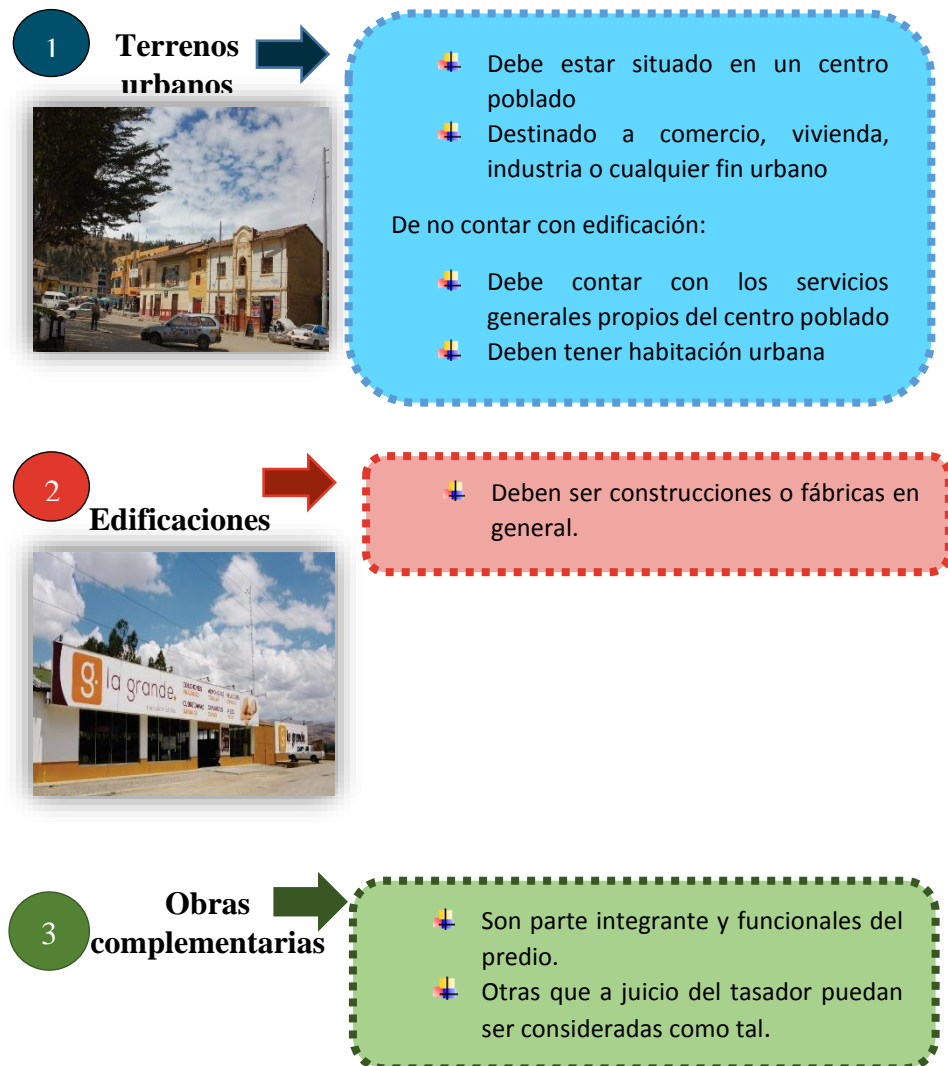 1
Terrenos
urbanos
Debe estar situado en un centro
poblado
Destinado a comercio, vivienda,
industria o cualquier fin urbano
De no contar con edificación:
Debe contar con los servicios
generales propios del centro poblado
Deben tener habitación urbana
2
Edificaciones
Deben ser construcciones o fábricas en
general.
g.
la grande.
la grande
3
Obras
complementarias
Son parte integrante y funcionales del
predio.
Otras que a juicio del tasador puedan
ser consideradas como tal.